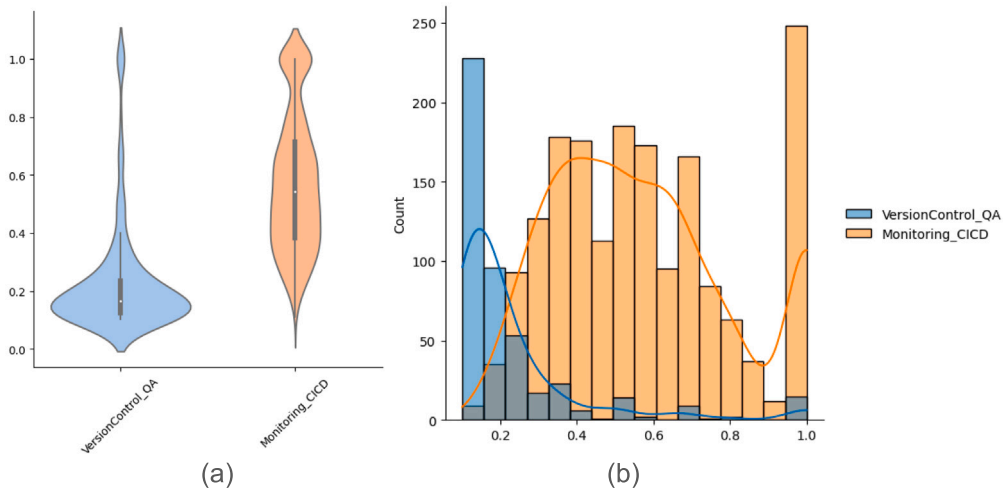 1.0
0.8
0.6
0.4
0.2
0.0
VersionControl_QA
Monitoring_CICD
(a)
250
200
150
100
50
0
Count
0.2 0.4 0.6 0.8 1.0
VersionControl_QA
Monitoring_CICD
(b)